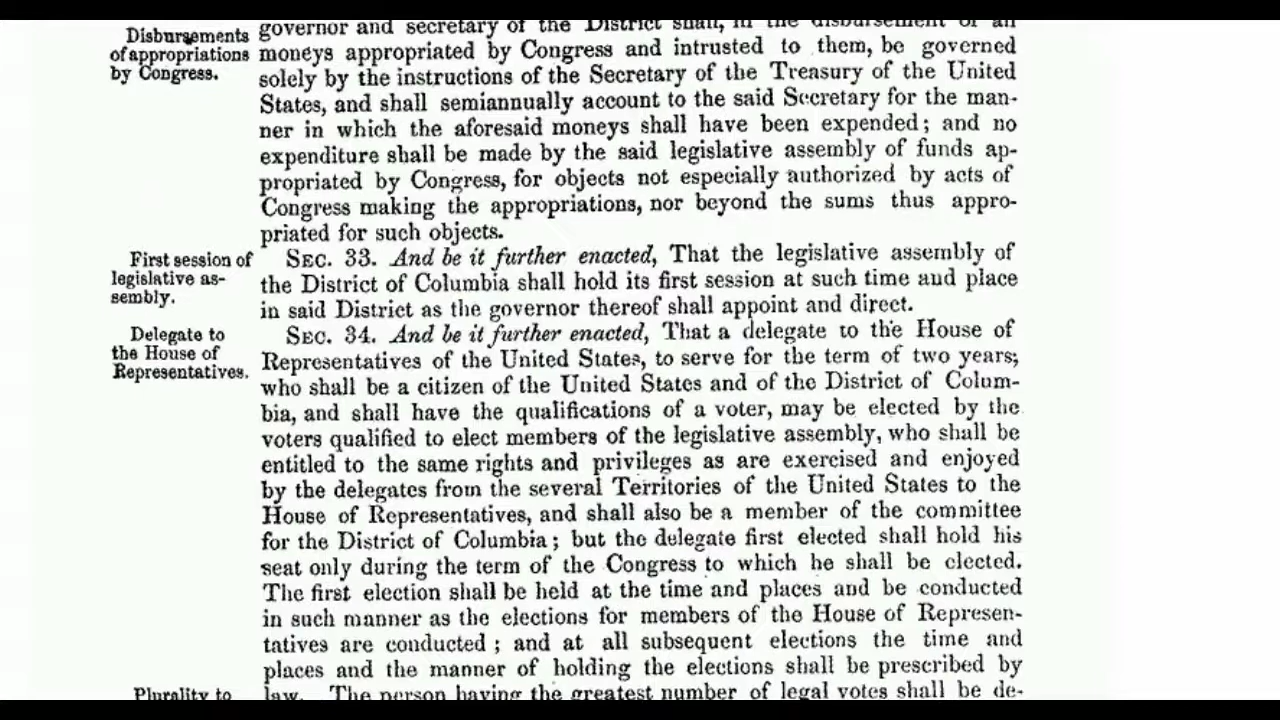 Disbursements
of appropriations
by Congress.
governor and secretary of the District shall, in the disbursement of all
moneys appropriated by Congress and intrusted to them, be governed
solely by the instructions of the Secretary of the Treasury of the United
States, and shall semiannually account to the said Secretary for the man-
ner in which the aforesaid moneys shall have been expended; and no
expenditure shall be made by the said legislative assembly of funds ap-
propriated by Congress, for objects not especially authorized by acts of
Congress making the appropriations, nor beyond the sums thus appro-
priated for such objects.
First session of
legislative as-
sembly.
SEC. 33. And be it further enacted, That the legislative assembly of
the District of Columbia shall hold its first session at such time and place
in said District as the governor thereof shall appoint and direct.
Delegate to
the House of
Representatives.
SEC. 34. And be it further enacted, That a delegate to the House of
Representatives of the United States, to serve for the term of two years;
who shall be a citizen of the United States and of the District of Colum-
bia, and shall have the qualifications of a voter, may be elected by the
voters qualified to elect members of the legislative assembly, who shall be
entitled to the same rights and privileges as are exercised and enjoyed
by the delegates from the several Territories of the United States to the
House of Representatives, and shall also be a member of the committee
for the District of Columbia; but the delegate first elected shall hold his
seat only during the term of the Congress to which he shall be elected.
The first election shall be held at the time and places and be conducted
in such manner as the elections for members of the House of Represen-
tatives are conducted; and at all subsequent elections the time and
places and the manner of holding the elections shall be prescribed by
Plurality to
law. The person having the greatest number of legal votes shall be de-